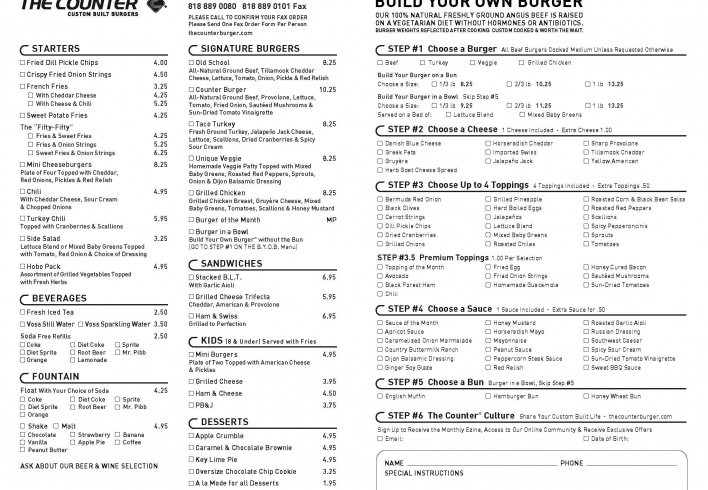 THE COUNTER
CUSTOM BUILT BURGERS
STARTERS
Fried Dill Pickle Chips 4.00
Crispy Fried Onion Strings 4.50
French Fries 3.25
With Cheddar Cheese 4.25
With Cheese & Chili 5.25
Sweet Potato Fries 4.25
The "Fifty-Fifty"
Fries & Sweet Fries 4.25
Fries & Onion Strings 5.25
Sweet Fries & Onion Strings 6.25
Mini Cheeseburgers 8.25
Plate of Four Topped with Cheddar,
Red Onions, Pickles & Red Relish
Chili 4.95
With Cheddar Cheese, Sour Cream
& Chopped Onions
Turkey Chili 5.95
Topped with Cranberries & Scallions
Side Salad 3.25
Lettuce Blend or Mixed Baby Greens Topped
with Tomato, Red Onion & Choice of Dressing
Hobo Pack 4.95
Assortment of Grilled Vegetables Topped
with Fresh Herbs
BEVERAGES
Fresh Iced Tea 2.50
Voss Still Water Voss Sparkling Water 3.50
Soda Free Refills 2.50
Coke Diet Coke Sprite
Diet Sprite Root Beer Mr. Pibb
Orange Lemonade
FOUNTAIN
Float With Your Choice of Soda 4.25
Coke Diet Coke Sprite
Diet Sprite Root Beer Mr. Pibb
Orange
Shake Malt 4.95
Chocolate Strawberry Banana
Vanilla Apple Pie Coffee
Peanut Butter
ASK ABOUT OUR BEER & WINE SELECTION
818 889 0080 818 889 0101 Fax
PLEASE CALL TO CONFIRM YOUR FAX ORDER
Please Send One Fax Order Form Per Person
thecounterburger.com
SIGNATURE BURGERS
Old School 8.25
All-Natural Ground Beef, Tillamook Cheddar
Cheese, Lettuce, Tomato, Onion, Pickle & Red Relish
Counter Burger 10.25
All-Natural Ground Beef, Provolone, Lettuce,
Tomato, Fried Onion, Sautéed Mushrooms &
Sun-Dried Tomato Vinaigrette
Taco Turkey 8.25
Fresh Ground Turkey, Jalapeño Jack Cheese,
Lettuce, Scallions, Dried Cranberries & Spicy
Sour Cream
Unique Veggie 8.25
Homemade Veggie Patty Topped with Mixed
Baby Greens, Roasted Red Peppers, Sprouts,
Onion & Dijon Balsamic Dressing
Grilled Chicken 8.25
Grilled Chicken Breast, Gruyère Cheese, Mixed
Baby Greens, Tomatoes, Scallions & Honey Mustard
Burger of the Month MP
Burger in a Bowl
Build Your Own Burger™ without the Bun
(GO TO STEP #1 ON THE B.Y.O.B. Menu)
SANDWICHES
Stacked B.L.T. 6.95
With Garlic Aioli
Grilled Cheese Trifecta 5.95
Cheddar, American & Provolone
Ham & Swiss 6.95
Grilled to Perfection
KIDS (8 & Under) Served with Fries
Mini Burgers 4.95
Plate of Two Topped with American Cheese
& Pickles
Grilled Cheese 3.95
Ham & Cheese 4.50
PB&J 3.75
DESSERTS
Apple Crumble 4.95
Caramel & Chocolate Brownie 4.95
Key Lime Pie 4.95
Oversize Chocolate Chip Cookie 3.25
A la Mode for all Desserts 1.95
BUILD YOUR OWN BURGER
OUR 100% NATURAL FRESHLY GROUND ANGUS BEEF IS RAISED
ON A VEGETARIAN DIET WITHOUT HORMONES OR ANTIBIOTICS.
BURGER WEIGHTS REFLECTED AFTER COOKING. CUSTOM COOKED & WORTH THE WAIT.
STEP #1 Choose a Burger All Beef Burgers Cooked Medium Unless Requested Otherwise
Beef Turkey Veggie Grilled Chicken
Build Your Burger on a Bun
Choose a Size: 1/3 lb 8.25 2/3 lb 10.25 1 lb 13.25
Build Your Burger in a Bowl Skip Step #5
Choose a Size: 1/3 lb 9.25 2/3 lb 11.25 1 lb 13.25
Served on a Bed of: Lettuce Blend Mixed Baby Greens
STEP #2 Choose a Cheese 1 Cheese Included • Extra Cheese 1.00
Danish Blue Cheese Horseradish Cheddar Sharp Provolone
Greek Feta Imported Swiss Tillamook Cheddar
Gruyère Jalapeño Jack Yellow American
Herb Goat Cheese Spread
STEP #3 Choose Up to 4 Toppings 4 Toppings Included • Extra Toppings .50
Bermuda Red Onion Grilled Pineapple Roasted Corn & Black Bean Salsa
Black Olives Hard Boiled Eggs Roasted Red Peppers
Carrot Strings Jalapeños Scallions
Dill Pickle Chips Lettuce Blend Spicy Pepperoncinis
Dried Cranberries Mixed Baby Greens Sprouts
Grilled Onions Roasted Chiles Tomatoes
STEP #3.5 Premium Toppings 1.00 Per Selection
Topping of the Month Fried Egg Honey Cured Bacon
Avocado Fried Onion Strings Sautéed Mushrooms
Black Forest Ham Homemade Guacamole Sun-Dried Tomatoes
Chili
STEP #4 Choose a Sauce 1 Sauce Included • Extra Sauce for .50
Sauce of the Month Honey Mustard Roasted Garlic Aioli
Apricot Sauce Horseradish Mayo Russian Dressing
Caramelized Onion Marmalade Mayonnaise Southwest Caesar
Country Buttermilk Ranch Peanut Sauce Spicy Sour Cream
Dijon Balsamic Dressing Peppercorn Steak Sauce Sun-Dried Tomato Vinaigrette
Ginger Soy Glaze Red Relish Sweet BBQ Sauce
STEP #5 Choose a Bun Burger in a Bowl, Skip Step #5
English Muffin Hamburger Bun Honey Wheat Bun
STEP #6 The Counter® Culture Share Your Custom Built Life • thecounterburger.com
Sign Up to Receive the Monthly Ezine, Access to Our Online Community & Receive Exclusive Offers
Email: Date of Birth:
NAME PHONE
SPECIAL INSTRUCTIONS